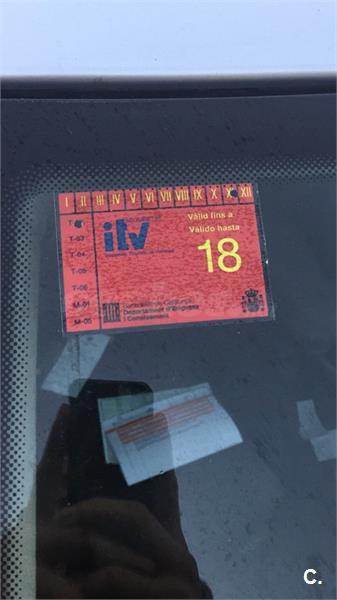 I II III IV V VI VII VIII IX X XI XII
T-03
T-04
T-05
T-06
M-01
itv
Vàlid fins a
Válido hasta
18
Generalitat de Catalunya
Departament d'Empresa
i Coneixement
C.